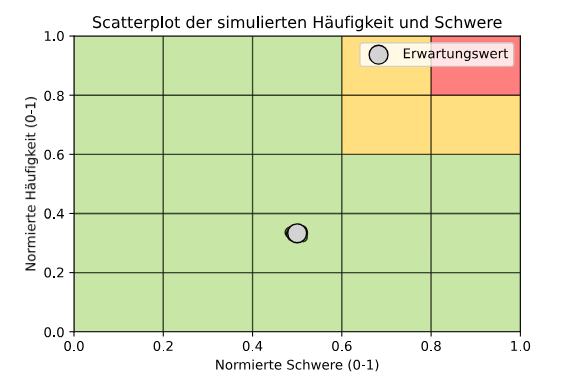 Scatterplot der simulierten Häufigkeit und Schwere
Erwartungswert
Normierte Häufigkeit (0-1)
1.0
0.8
0.6
0.4
0.2
0.0
0.0 0.2 0.4 0.6 0.8 1.0
Normierte Schwere (0-1)